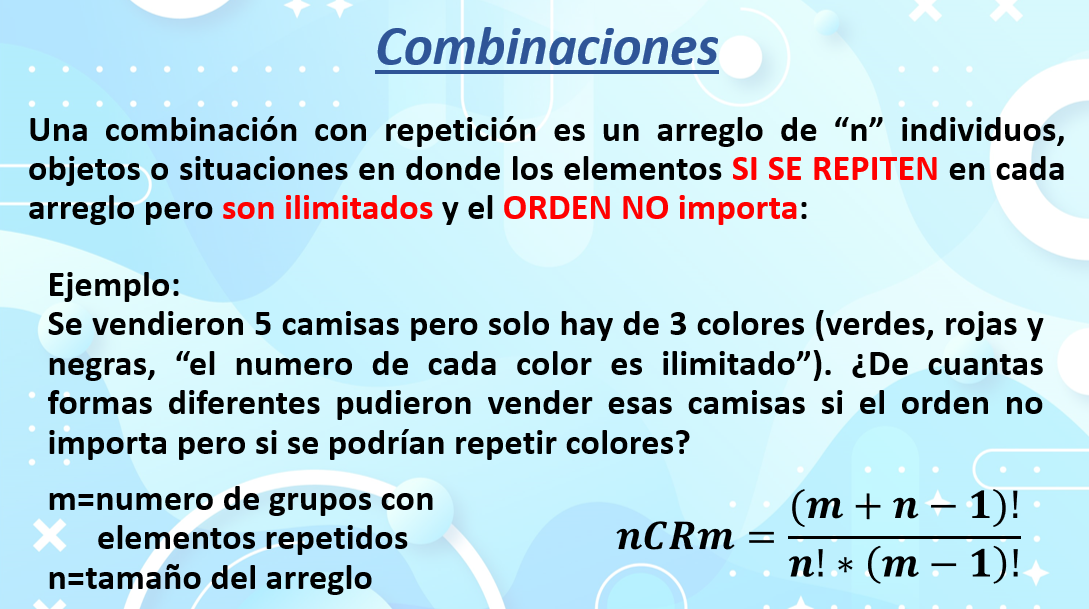 Combinaciones
Una combinación con repetición es un arreglo de “n” individuos,
objetos o situaciones en donde los elementos SI SE REPITEN en cada
arreglo pero son ilimitados y el ORDEN NO importa:
Ejemplo:
Se vendieron 5 camisas pero solo hay de 3 colores (verdes, rojas y
negras, “el numero de cada color es ilimitado”). ¿De cuantas
formas diferentes pudieron vender esas camisas si el orden no
importa pero si se podrían repetir colores?
m=numero de grupos con
elementos repetidos
n=tamaño del arreglo
nCRm = (m + n − 1)! / n! ∗ (m − 1)!